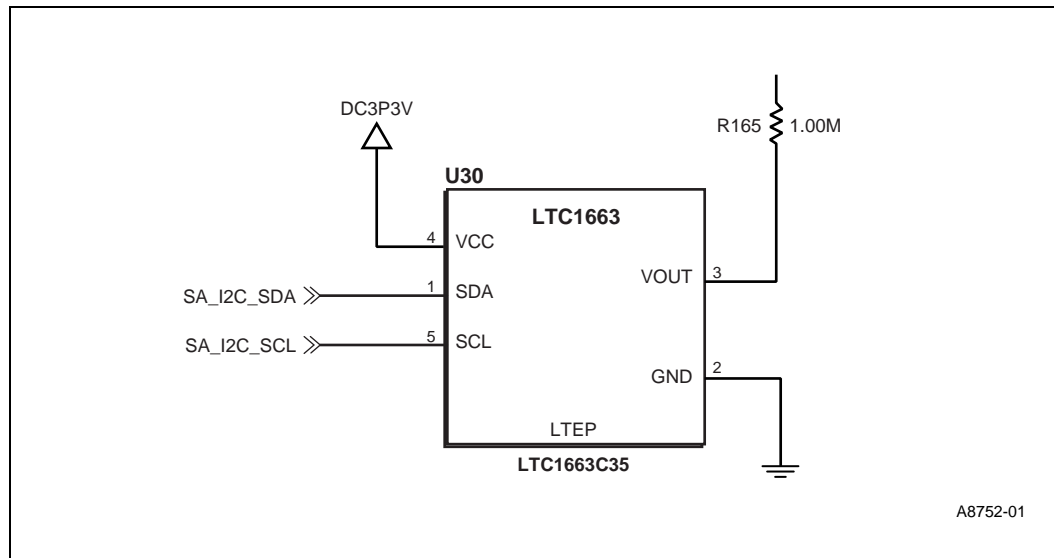 DC3P3V
R165 1.00M
U30
LTC1663
4 VCC
VOUT 3
SA_I2C_SDA 1 SDA
SA_I2C_SCL 5 SCL
GND 2
LTEP
LTC1663C35
A8752-01